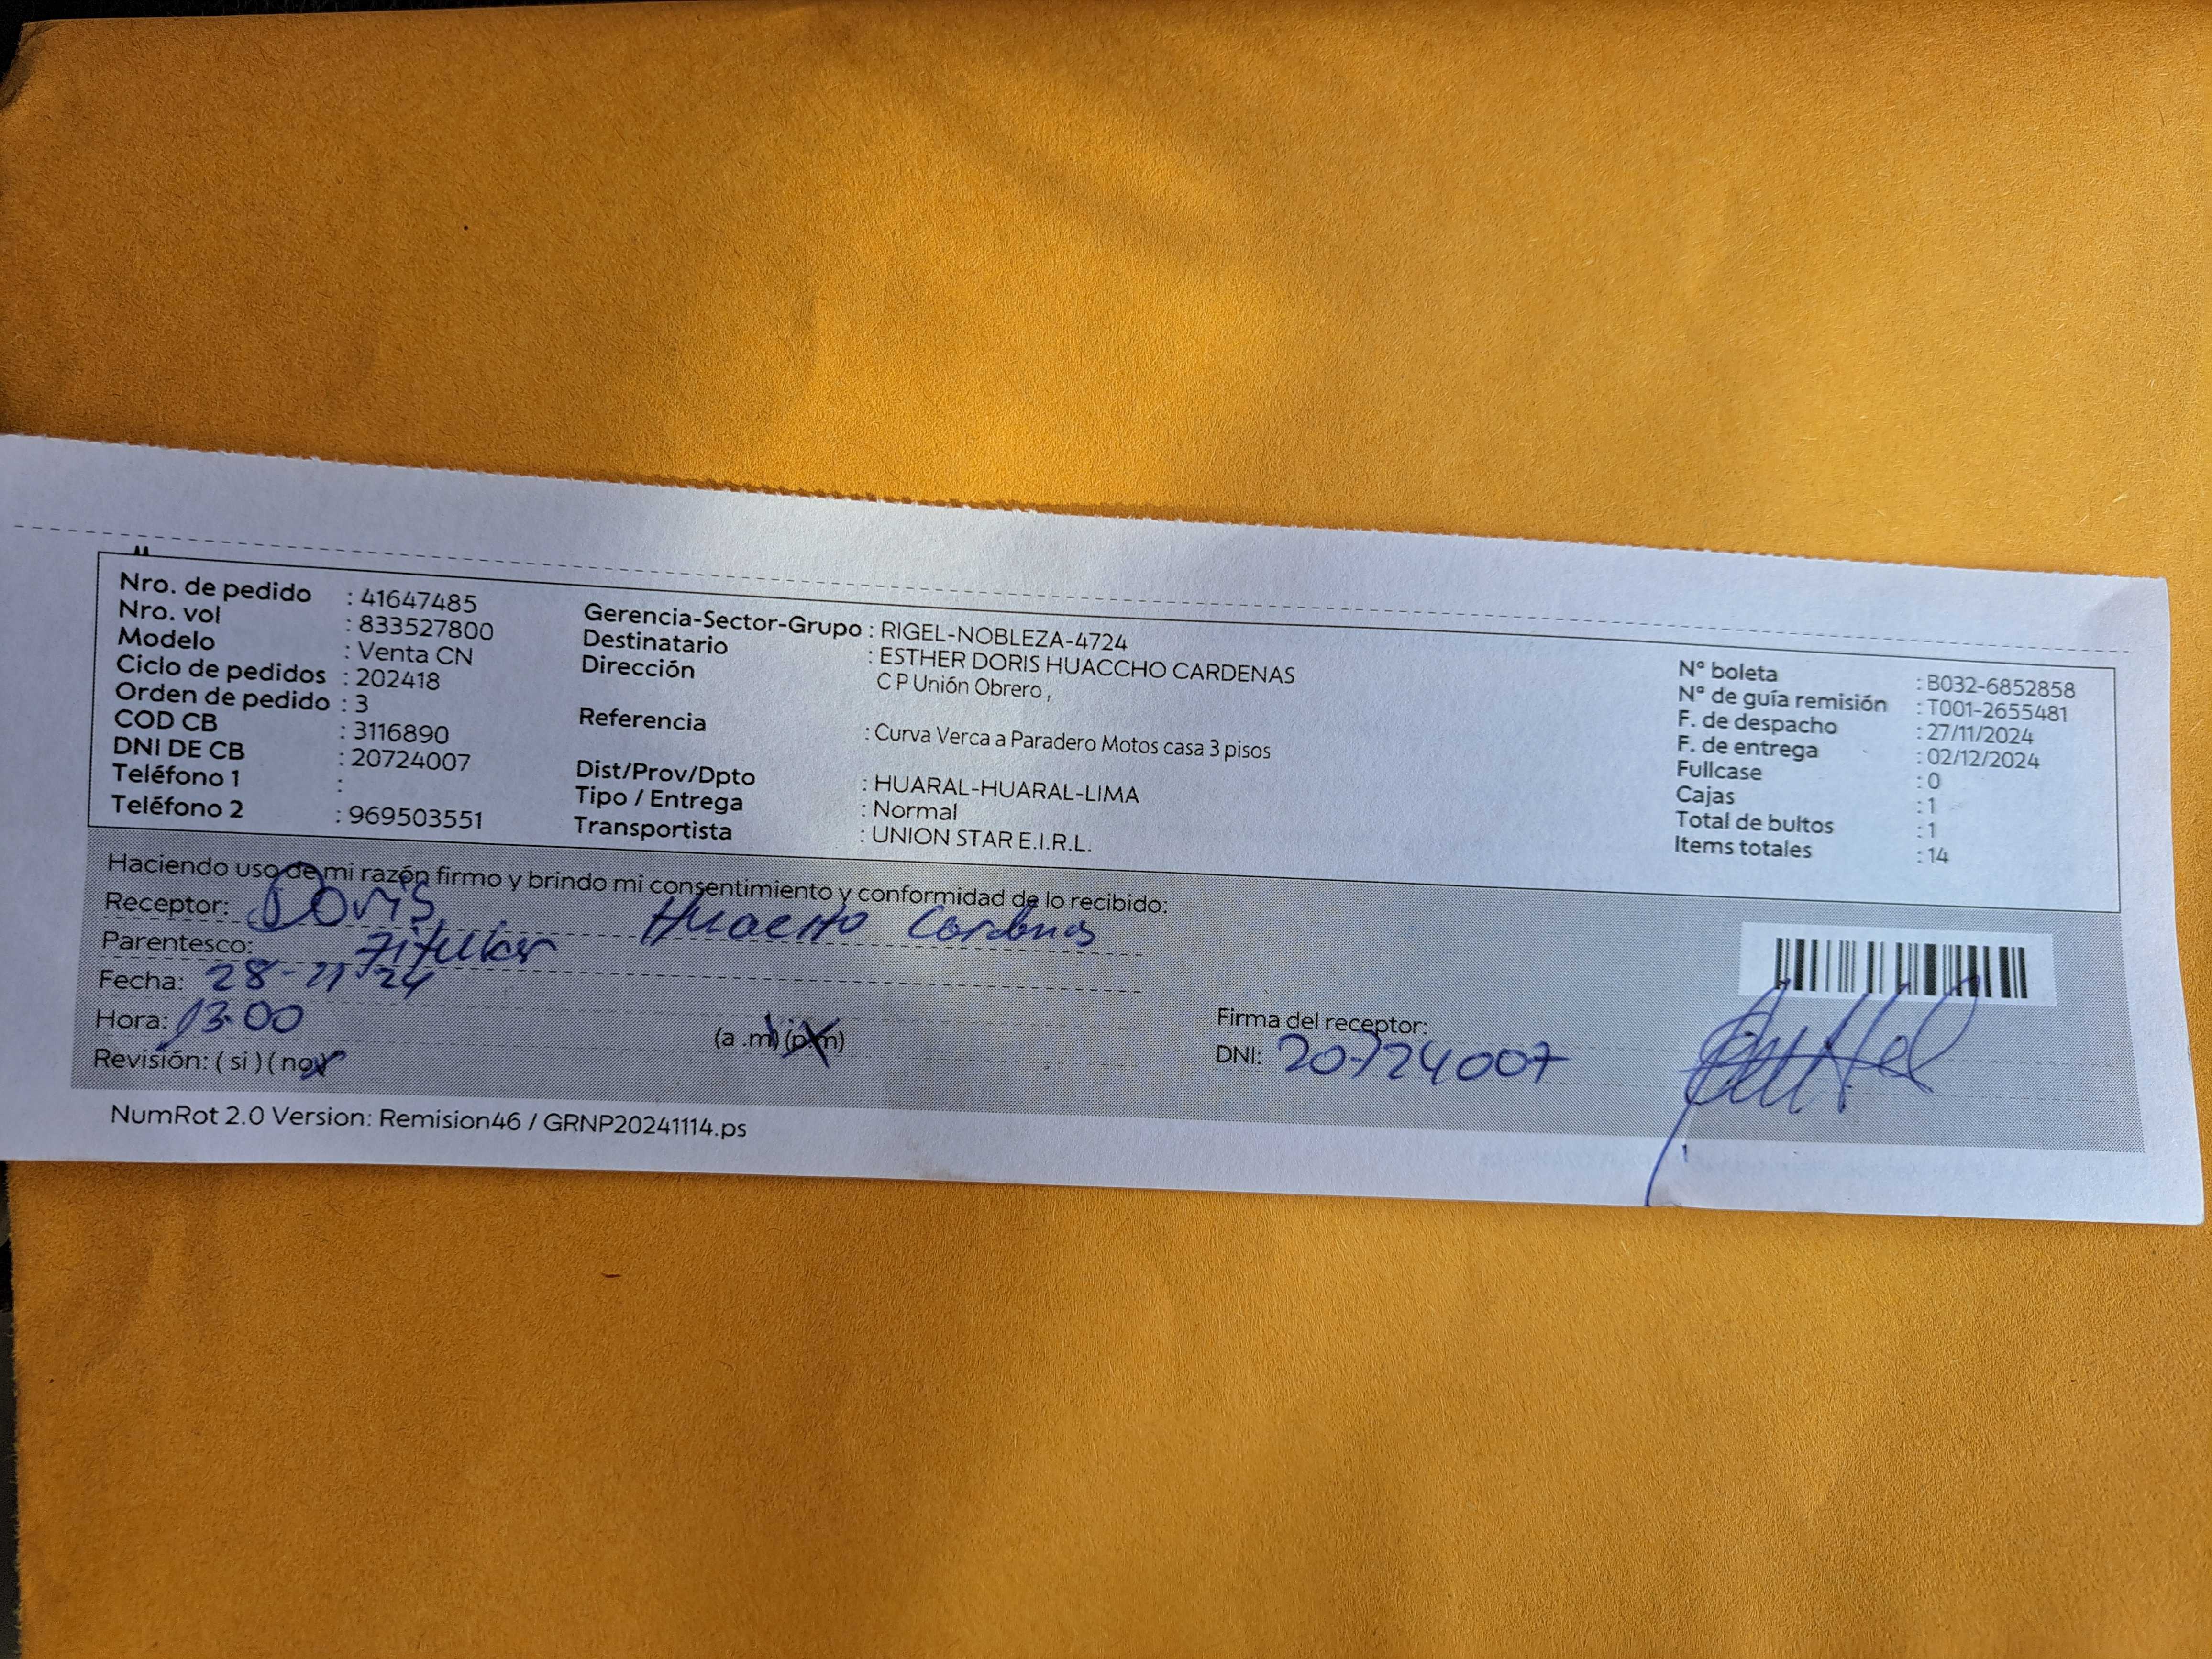 Nro. de pedido : 41647485
Nro. vol : 833527800
Modelo : Venta CN
Ciclo de pedidos : 202418
Orden de pedido : 3
COD CB : 3116890
DNI DE CB : 20724007
Teléfono 1 :
Teléfono 2 : 969503551
Gerencia-Sector-Grupo : RIGEL-NOBLEZA-4724
Destinatario : ESTHER DORIS HUACCHO CARDENAS
Dirección C P Unión Obrero ,
Referencia : Curva Verca a Paradero Motos casa 3 pisos
Dist/Prov/Dpto : HUARAL-HUARAL-LIMA
Tipo / Entrega : Normal
Transportista : UNION STAR E.I.R.L.
N° boleta : B032-6852858
N° de guía remisión : T001-2655481
F. de despacho : 27/11/2024
F. de entrega : 02/12/2024
Fullcase : 0
Cajas : 1
Total de bultos : 1
Items totales : 14
Haciendo uso de mi razón firmo y brindo mi consentimiento y conformidad de lo recibido:
Receptor: Doris Huaccho Cardenas
Parentesco: Titular
Fecha: 28-11-24
Hora: 13:00 (a .m) (p.m)
Revisión: ( si ) ( no )
Firma del receptor:
DNI: 20724007
NumRot 2.0 Version: Remision46 / GRNP20241114.ps